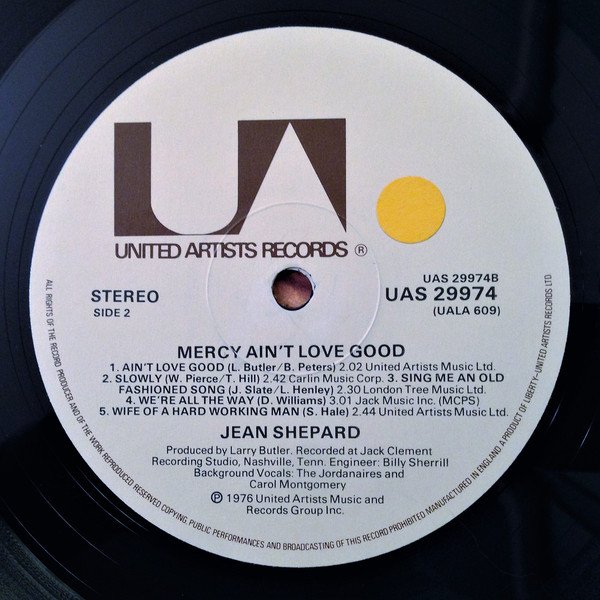 UA
UNITED ARTISTS RECORDS ®
UAS 29974B
STEREO
UAS 29974
SIDE 2
(UALA 609)
MERCY AIN'T LOVE GOOD
1. AIN'T LOVE GOOD (L. Butler/B. Peters) 2.02 United Artists Music Ltd.
2. SLOWLY (W. Pierce/T. Hill) 2.42 Carlin Music Corp. 3. SING ME AN OLD
FASHIONED SONG (J. Slate/L. Henley) 2.30 London Tree Music Ltd.
4. WE'RE ALL THE WAY (D. Williams) 3.01 Jack Music Inc. (MCPS)
5. WIFE OF A HARD WORKING MAN (S. Hale) 2.44 United Artists Music Ltd.
JEAN SHEPARD
Produced by Larry Butler. Recorded at Jack Clement
Recording Studio, Nashville, Tenn. Engineer: Billy Sherrill
Background Vocals: The Jordanaires and
Carol Montgomery
℗ 1976 United Artists Music and
Records Group Inc.
ALL RIGHTS OF THE RECORD PRODUCER AND OF THE WORK REPRODUCED RESERVED COPYING, PUBLIC PERFORMANCES AND BROADCASTING OF THIS RECORD PROHIBITED. MANUFACTURED IN ENGLAND. A PRODUCT OF LIBERTY-UNITED ARTISTS RECORDS LTD.